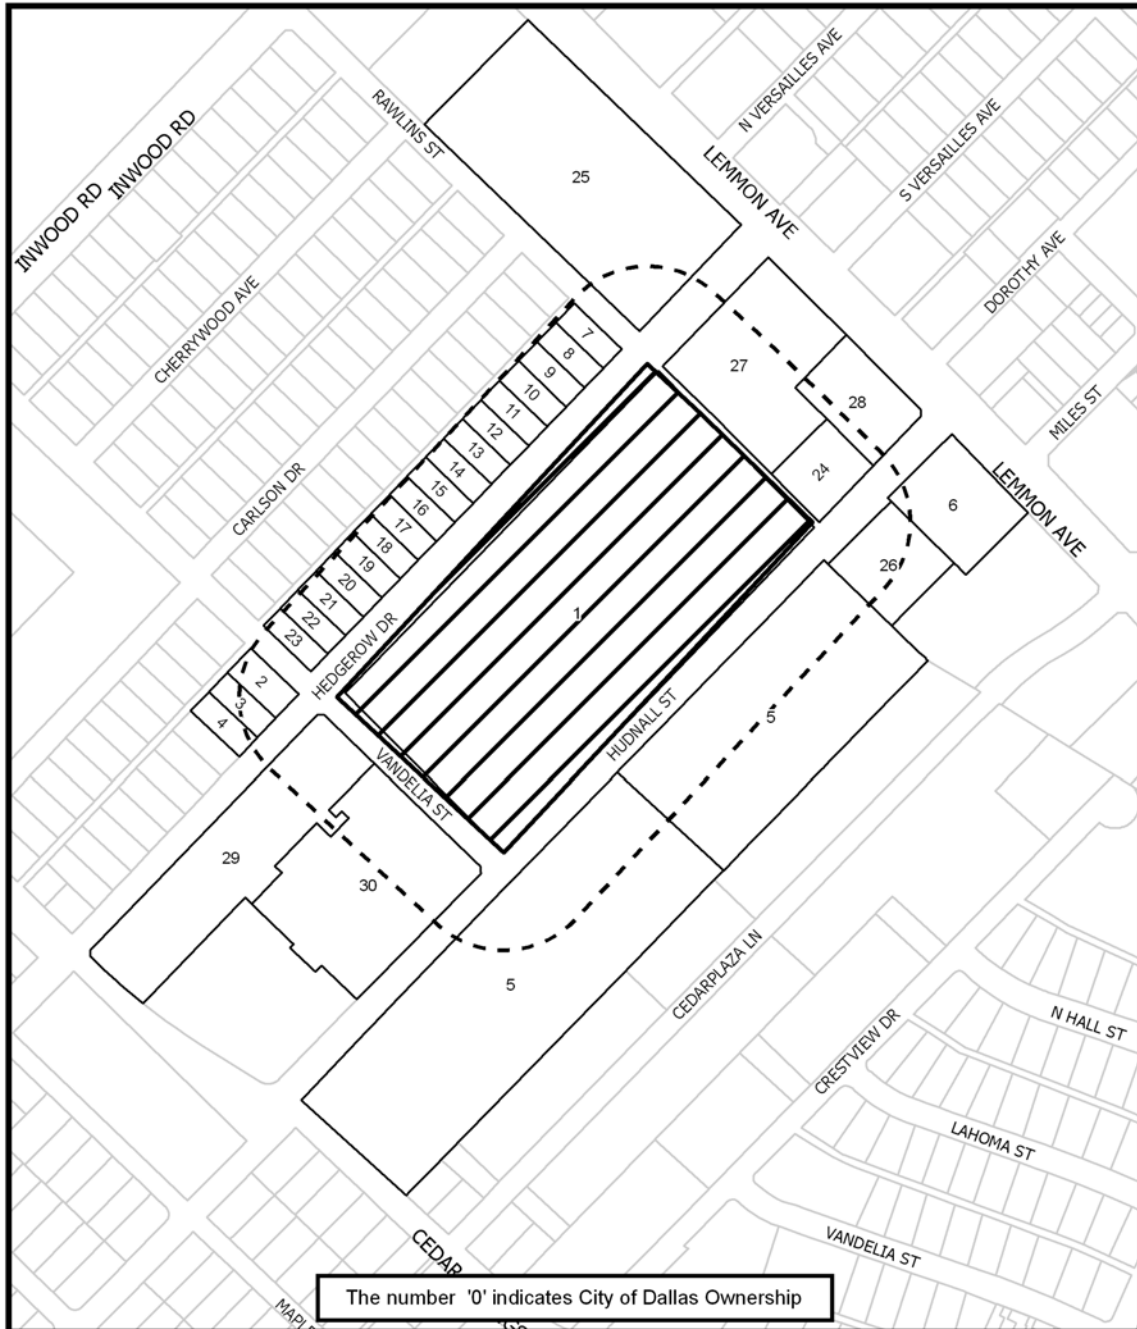 RAWLINS ST
N VERSAILLES AVE
INWOOD RD
INWOOD RD
LEMMON AVE
S VERSAILLES AVE
25
DOROTHY AVE
CHERRYWOOD AVE
7
8
9
10
11
12
13
14
15
16
17
18
19
20
21
22
23
27
28
24
MILES ST
LEMMON AVE
6
26
CARLSON DR
1
HEDGEROW DR
2
3
4
HUDNALL ST
5
VANDELIA ST
29
30
5
CEDARPLAZA LN
CRESTVIEW DR
N HALL ST
LAHOMA ST
VANDELIA ST
CEDAR
MAPL
The number '0' indicates City of Dallas Ownership